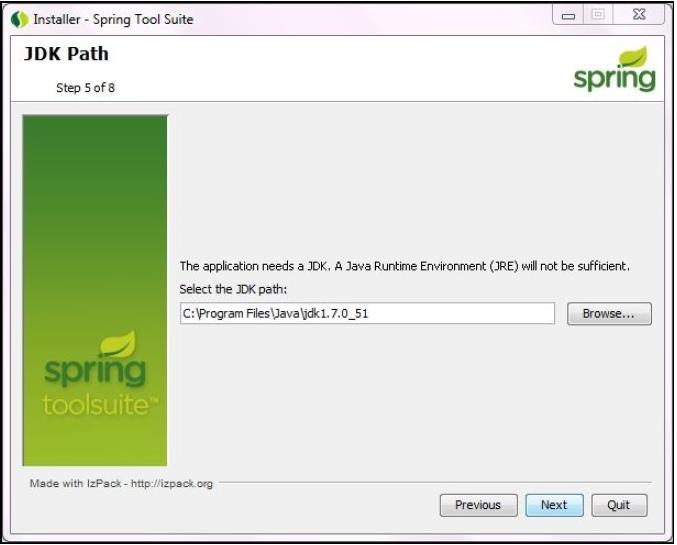 Installer - Spring Tool Suite
JDK Path
Step 5 of 8
spring
The application needs a JDK. A Java Runtime Environment (JRE) will not be sufficient.
Select the JDK path:
C:\Program Files\Java\jdk1.7.0_51
Browse...
spring
toolsuite™
Made with IzPack - http://izpack.org
Previous
Next
Quit